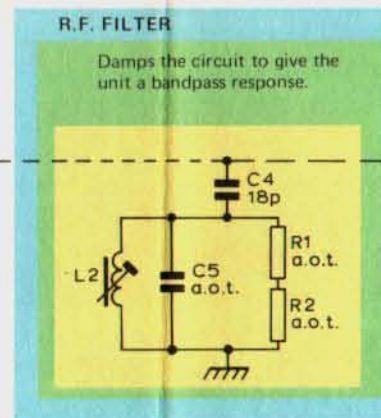 R.F. FILTER
Damps the circuit to give the
unit a bandpass response.
C4
18p
L2
C5
a.o.t.
R1
a.o.t.
R2
a.o.t.